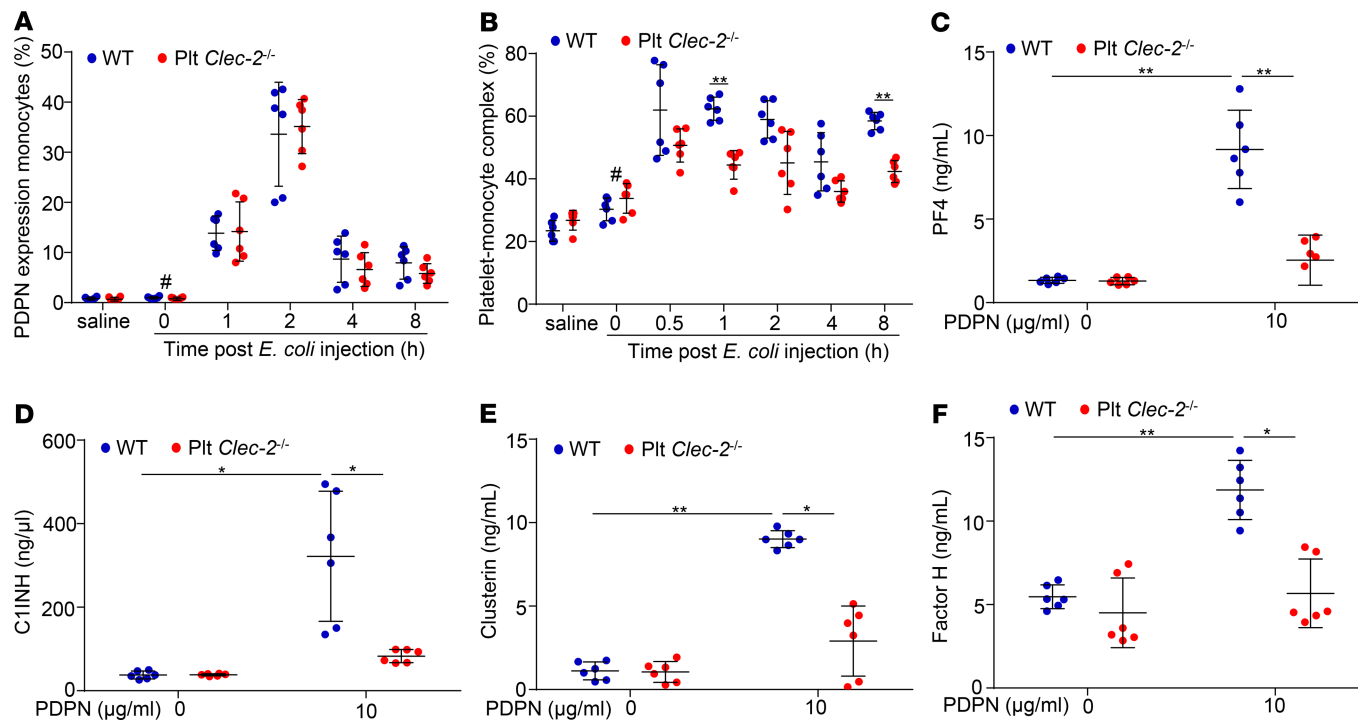 A
PDPN expression monocytes (%)
WT
Plt Clec-2-/-
50
40
30
20
10
0
#
saline
0
1
2
4
8
Time post E. coli injection (h)
B
Platelet-monocyte complex (%)
WT
Plt Clec-2-/-
80
60
40
20
0
#
**
**
saline
0
0.5
1
2
4
8
Time post E. coli injection (h)
C
PF4 (ng/mL)
WT
Plt Clec-2-/-
15
10
5
0
**
**
PDPN (μg/ml)
0
10
D
C1INH (ng/μl)
WT
Plt Clec-2-/-
600
400
200
0
*
*
PDPN (μg/ml)
0
10
E
Clusterin (ng/mL)
WT
Plt Clec-2-/-
15
10
5
0
**
*
PDPN (μg/ml)
0
10
F
Factor H (ng/mL)
WT
Plt Clec-2-/-
15
10
5
0
**
*
PDPN (μg/ml)
0
10